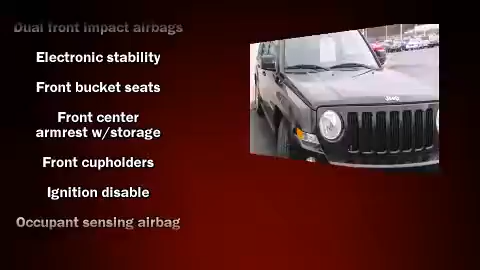 Dual front impact airbags
Electronic stability
Front bucket seats
Front center
armrest w/storage
Front cupholders
Ignition disable
Occupant sensing airbag
Jeep